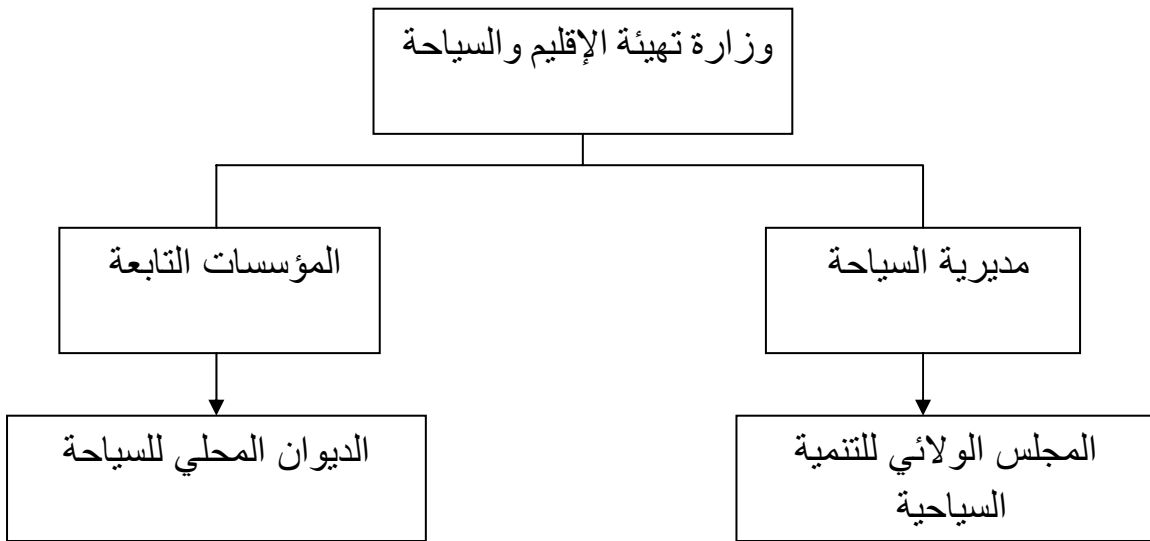 وزارة تهيئة الإقليم والسياحة
مديرية السياحة
المؤسسات التابعة
المجلس الولائي للتنمية
السياحية
الديوان المحلي للسياحة